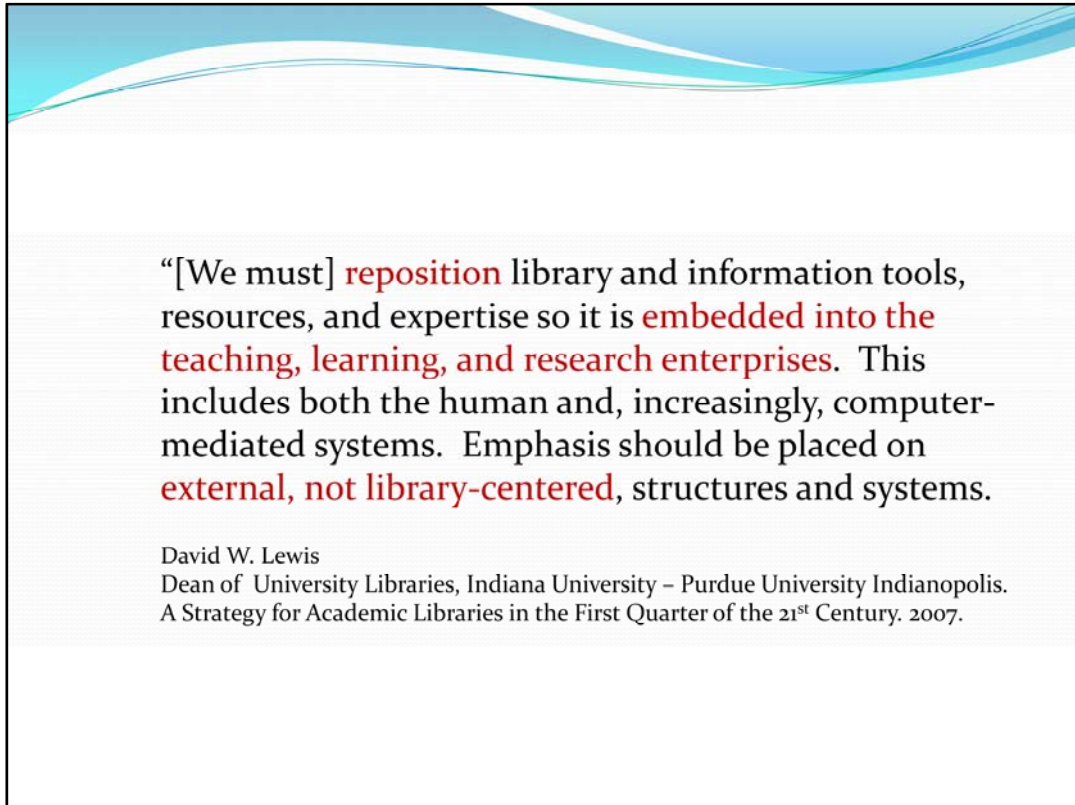 “[We must] reposition library and information tools,
resources, and expertise so it is embedded into the
teaching, learning, and research enterprises.  This
includes both the human and, increasingly, computer-
mediated systems.  Emphasis should be placed on
external, not library-centered, structures and systems.
David W. Lewis
Dean of  University Libraries, Indiana University – Purdue University Indianopolis.
A Strategy for Academic Libraries in the First Quarter of the 21st Century. 2007.